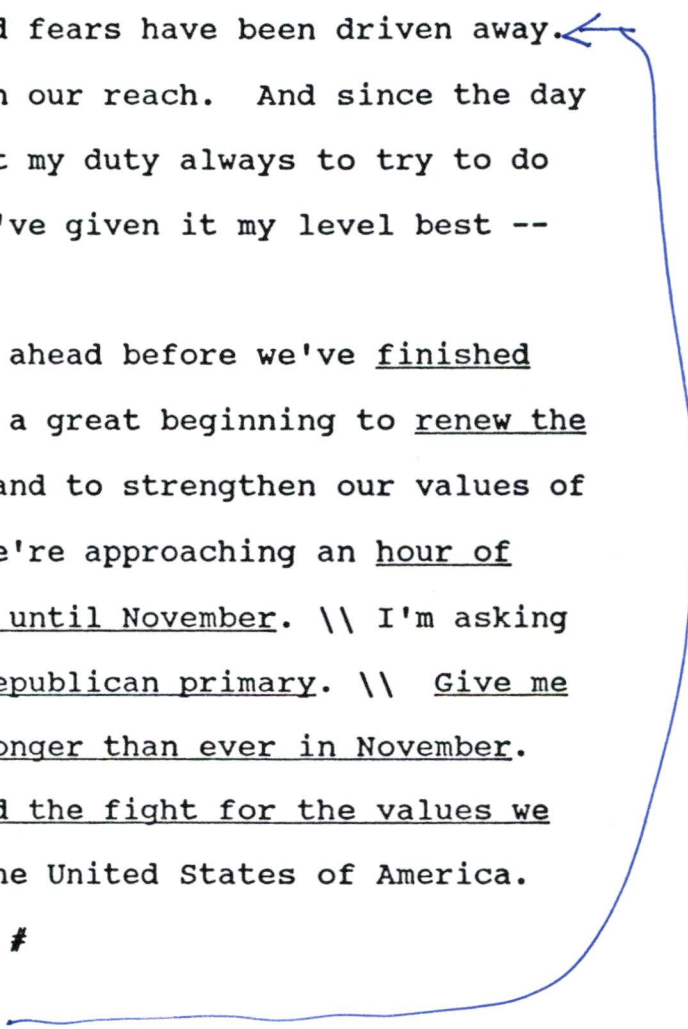 fears have been driven away.
our reach. And since the day
my duty always to try to do
've given it my level best --
ahead before we've finished
a great beginning to renew the
and to strengthen our values of
e're approaching an hour of
until November. \\ I'm asking
epublican primary. \\ Give me
onger than ever in November.
the fight for the values we
he United States of America.
#